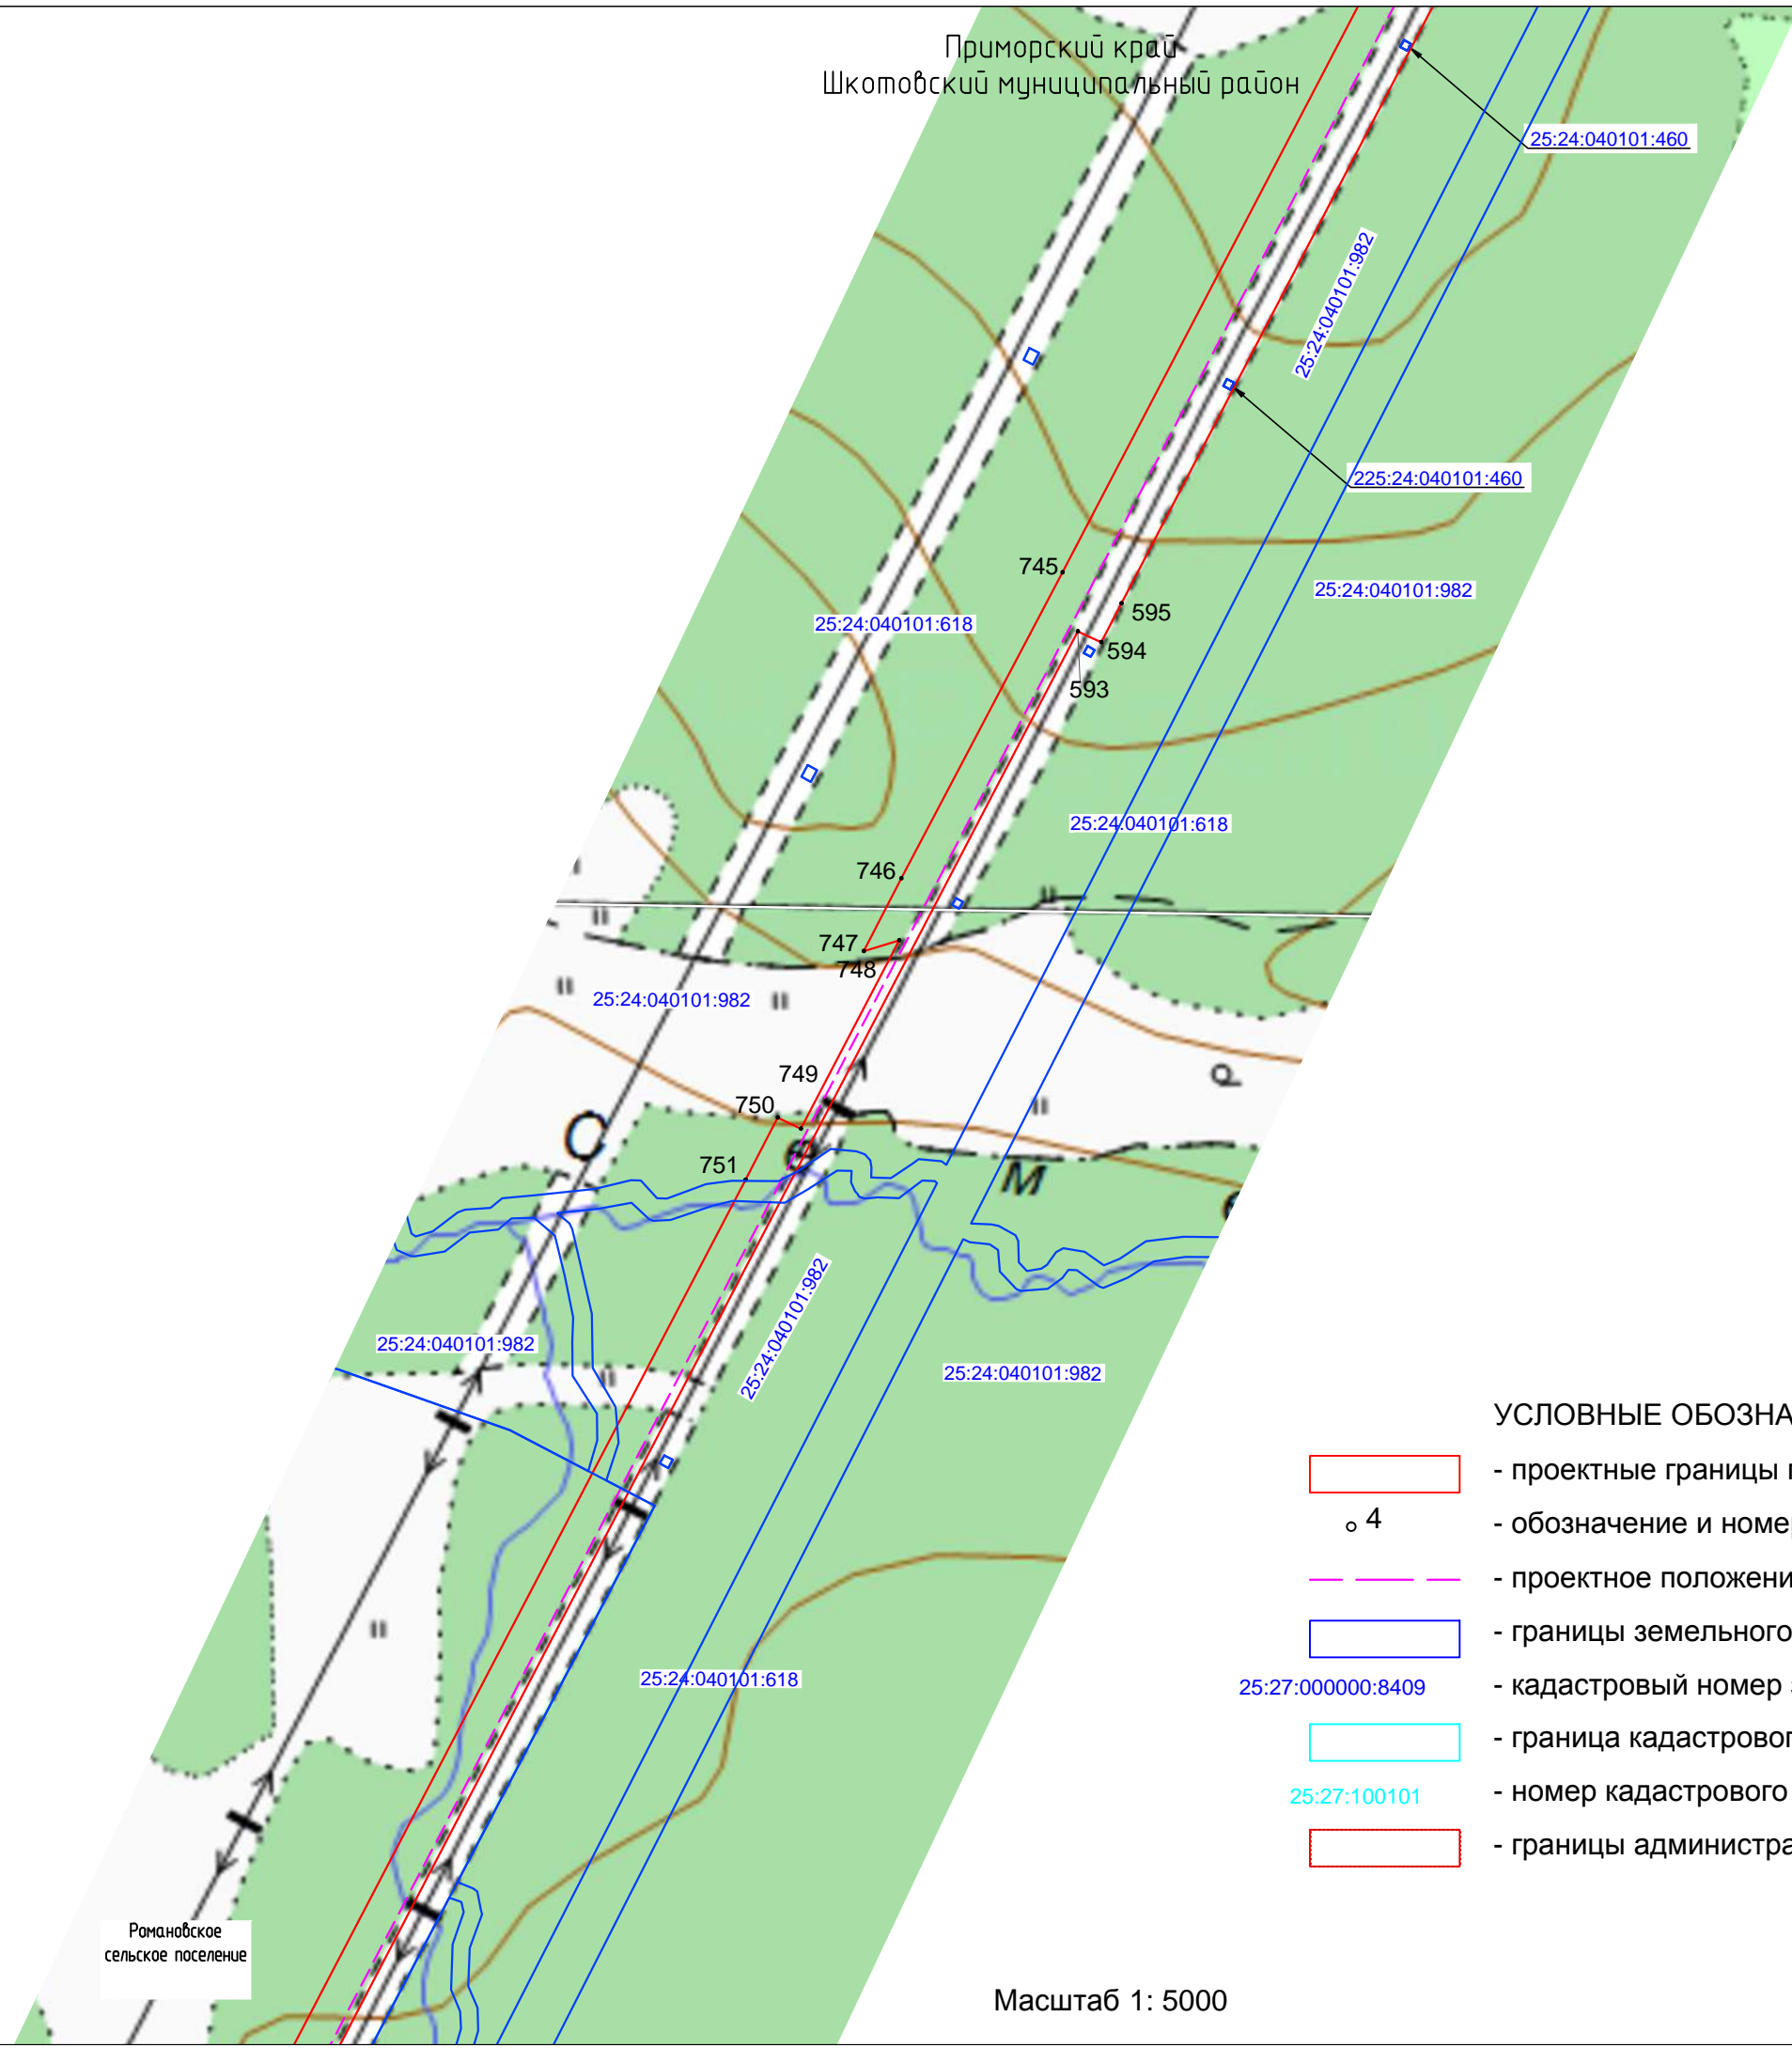 Приморский край
Шкотовский муниципальный район
25:24:040101:460
25:24:040101:982
225:24:040101:460
745
25:24:040101:982
595
25:24:040101:618
594
593
25:24:040101:618
746
747
748
25:24:040101:982
749
750
С
751
М
25:24:040101:982
25:24:040101:982
25:24:040101:982
УСЛОВНЫЕ ОБОЗНА
- проектные границы
4 - обозначение и номе
- проектное положени
- границы земельного
25:24:040101:618
25:27:000000:8409 - кадастровый номер
- граница кадастровог
25:27:100101 - номер кадастрового
- границы администра
Романовское
сельское поселение
Масштаб 1: 5000